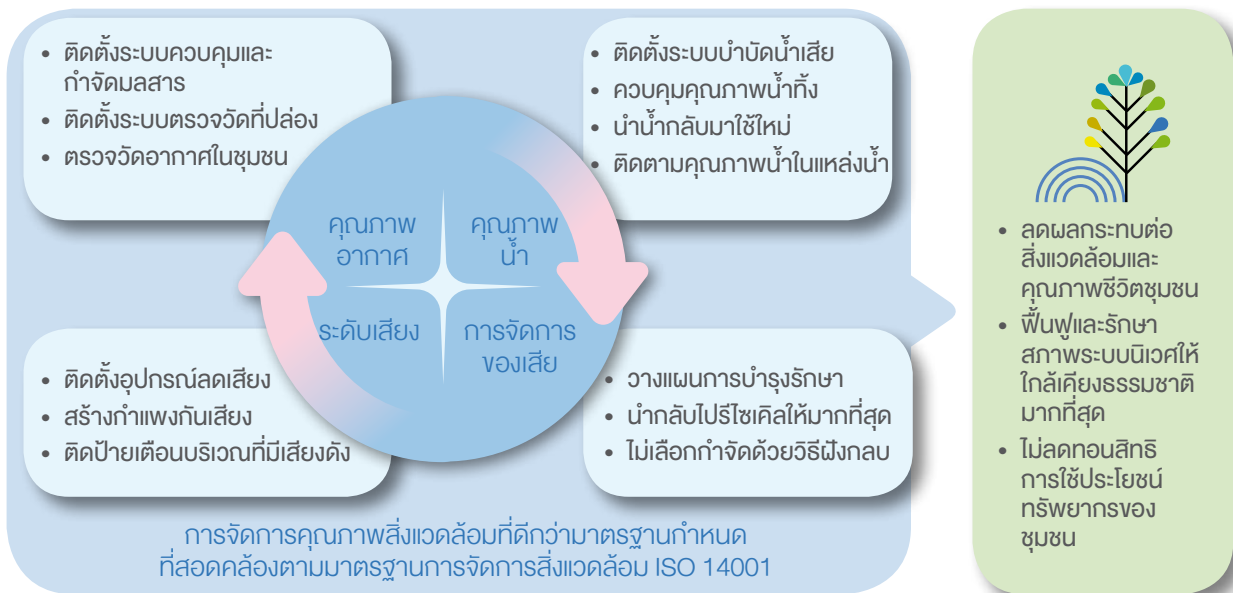 • ติดตั้งระบบควบคุมและ
กำจัดมลสาร
• ติดตั้งระบบตรวจวัดที่ปล่อง
• ตรวจวัดอากาศในชุมชน
• ติดตั้งระบบบำบัดน้ำเสีย
• ควบคุมคุณภาพน้ำทิ้ง
• นำน้ำกลับมาใช้ใหม่
• ติดตามคุณภาพน้ำในแหล่งน้ำ
คุณภาพ
อากาศ
คุณภาพ
น้ำ
ระดับเสียง
การจัดการ
ของเสีย
• ติดตั้งอุปกรณ์ลดเสียง
• สร้างกำแพงกันเสียง
• ติดป้ายเตือนบริเวณที่มีเสียงดัง
• วางแผนการบำรุงรักษา
• นำกลับไปรีไซเคิลให้มากที่สุด
• ไม่เลือกกำจัดด้วยวิธีฝังกลบ
การจัดการคุณภาพสิ่งแวดล้อมที่ดีกว่ามาตรฐานกำหนด
ที่สอดคล้องตามมาตรฐานการจัดการสิ่งแวดล้อม ISO 14001
• ลดผลกระทบต่อ
สิ่งแวดล้อมและ
คุณภาพชีวิตชุมชน
• ฟื้นฟูและรักษา
สภาพระบบนิเวศให้
ใกล้เคียงธรรมชาติ
มากที่สุด
• ไม่ลดทอนสิทธิ
การใช้ประโยชน์
ทรัพยากรของ
ชุมชน